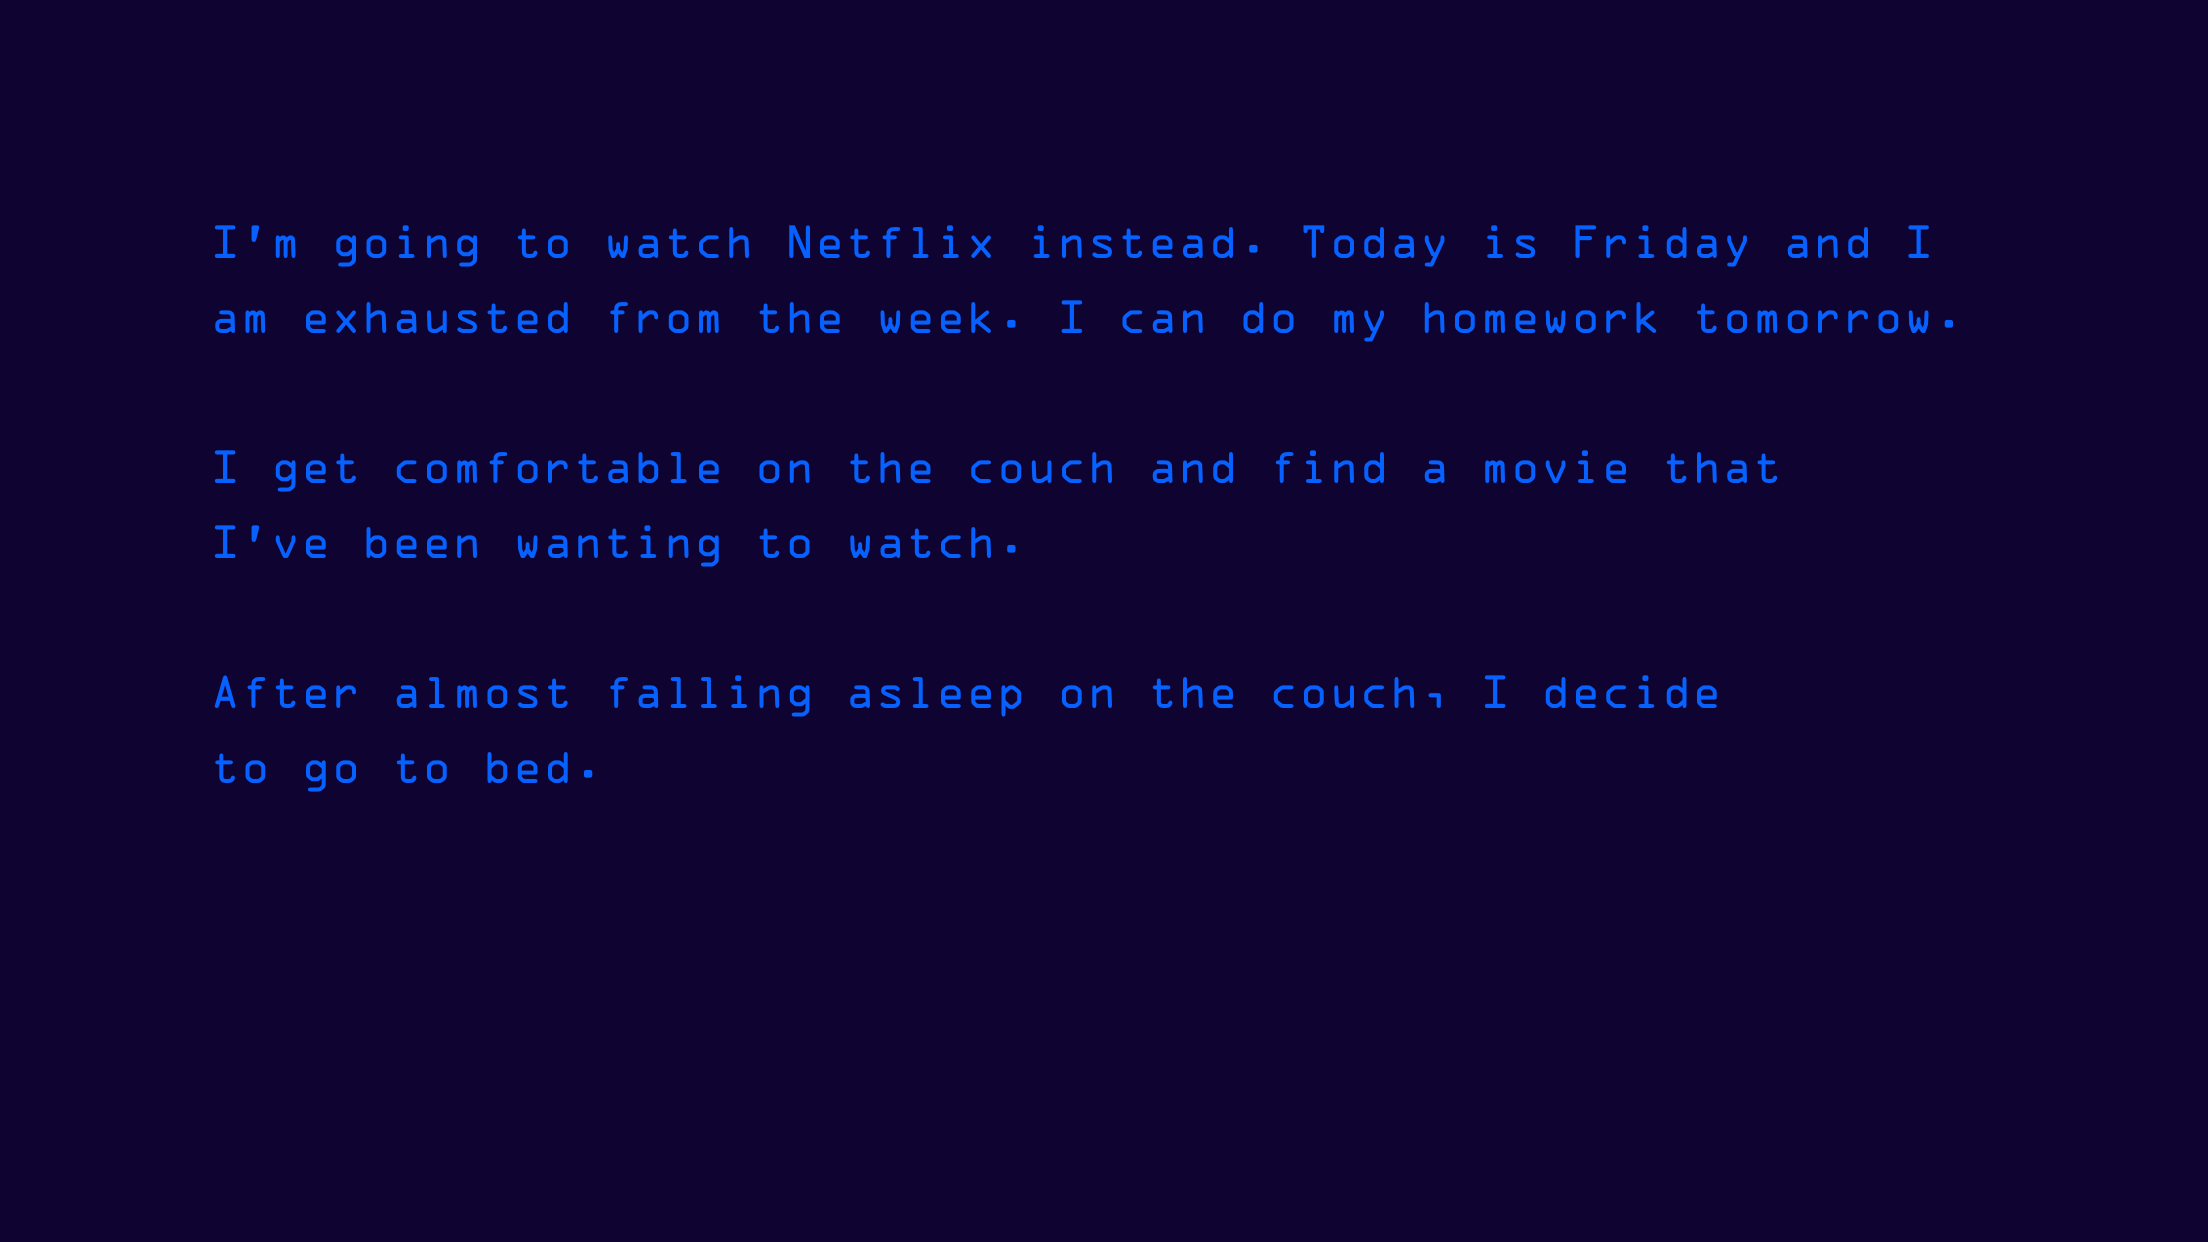 I'm going to watch Netflix instead. Today is Friday and I
am exhausted from the week. I can do my homework tomorrow.
I get comfortable on the couch and find a movie that
I've been wanting to watch.
After almost falling asleep on the couch, I decide
to go to bed.